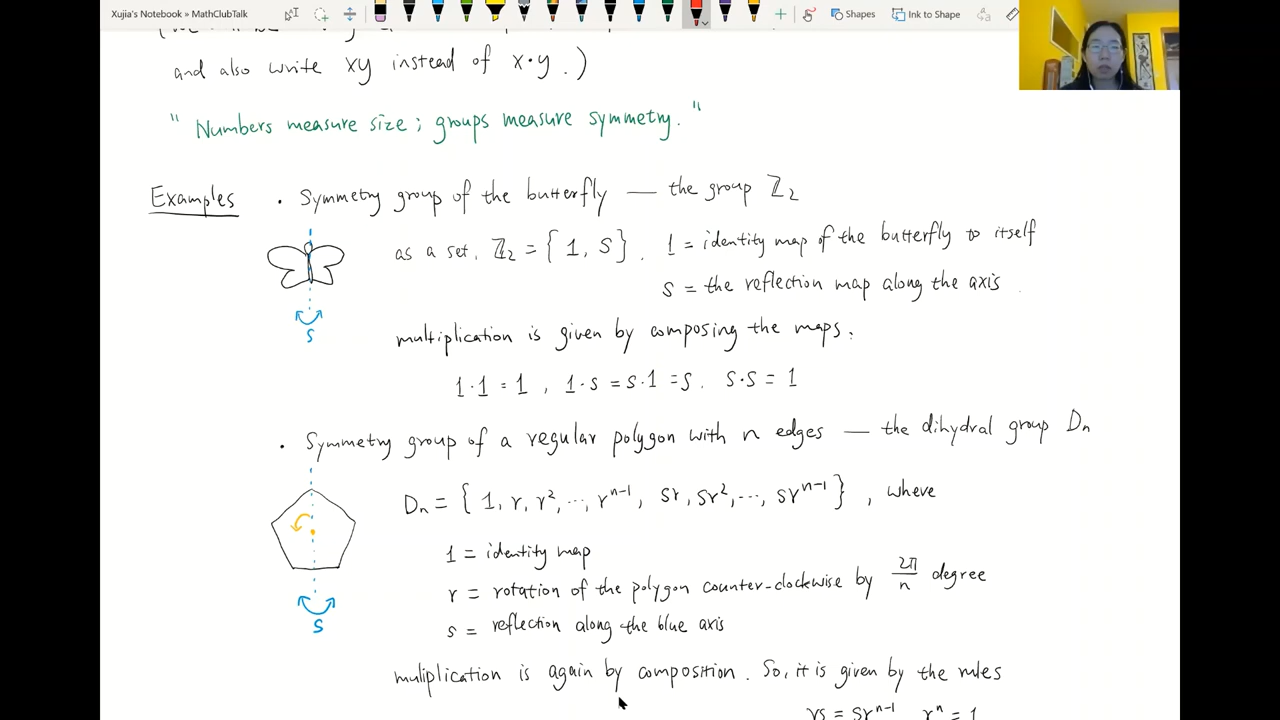 Xujia's Notebook » MathClubTalk
Shapes
Ink to Shape
and also write xy instead of x·y.)
"Numbers measure size; groups measure symmetry."
Examples · Symmetry group of the butterfly — the group ℤ₂
as a set, ℤ₂ = { 1, S }. 1 = identity map of the butterfly to itself
s = the reflection map along the axis
S
multiplication is given by composing the maps:
1·1 = 1, 1·s = s·1 = s. s·s = 1
· Symmetry group of a regular polygon with n edges — the dihydral group Dₙ
Dₙ = { 1, r, r², ⋯, rⁿ⁻¹, sr, sr², ⋯, srⁿ⁻¹ }, where
1 = identity map
r = rotation of the polygon counter-clockwise by 2π/n degree
s = reflection along the blue axis
S
muliplication is again by composition. So, it is given by the rules
rs = srⁿ⁻¹ rⁿ = 1